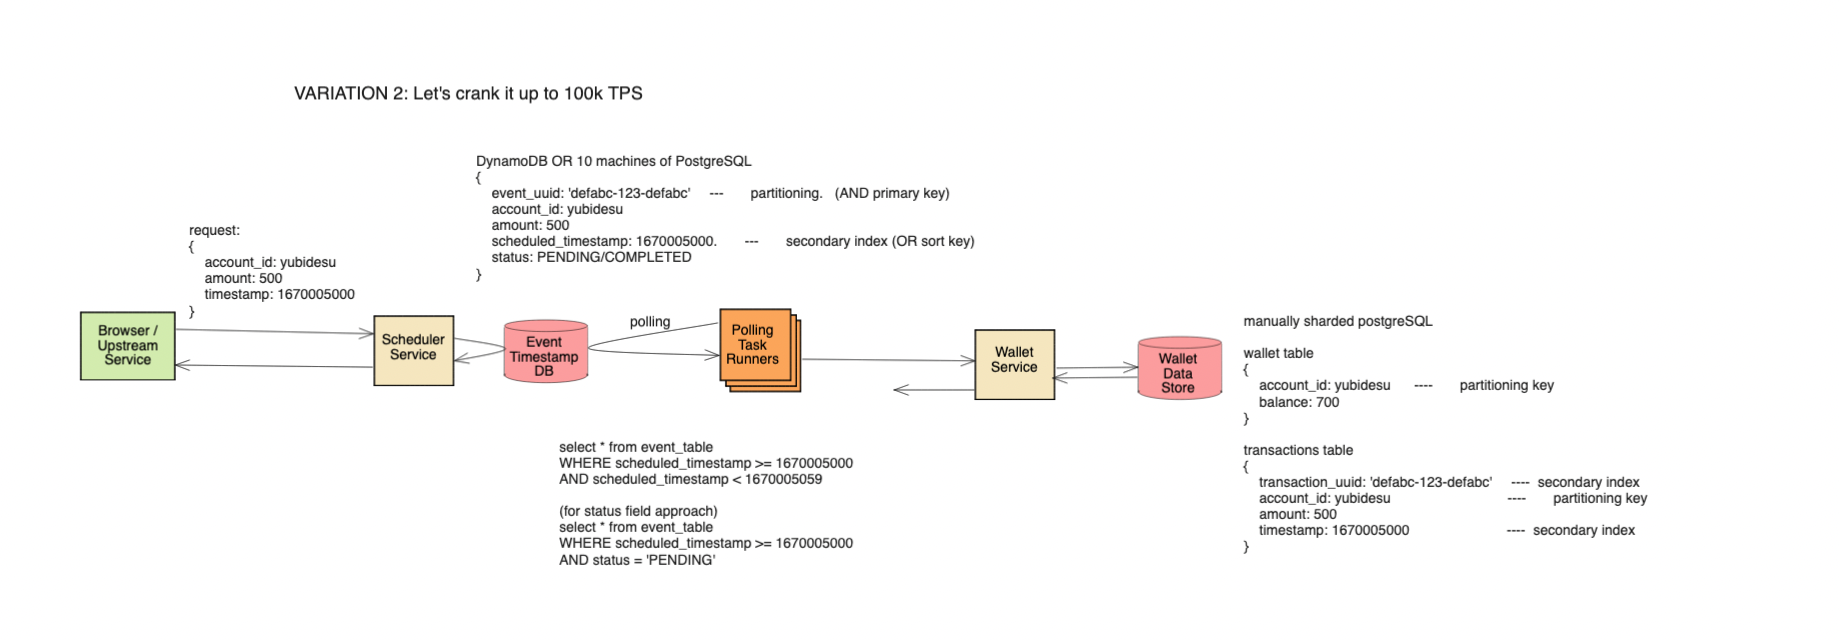 VARIATION 2: Let's crank it up to 100k TPS
DynamoDB OR 10 machines of PostgreSQL
{
event_uuid: 'defabc-123-defabc' --- partitioning. (AND primary key)
account_id: yubidesu
amount: 500
scheduled_timestamp: 1670005000. --- secondary index (OR sort key)
status: PENDING/COMPLETED
}
request:
{
account_id: yubidesu
amount: 500
timestamp: 1670005000
}
Browser /
Upstream
Service
Scheduler
Service
Event
Timestamp
DB
polling
Polling
Task
Runners
Wallet
Service
Wallet
Data
Store
manually sharded postgreSQL
wallet table
{
account_id: yubidesu ---- partitioning key
balance: 700
}
transactions table
{
transaction_uuid: 'defabc-123-defabc' ---- secondary index
account_id: yubidesu ---- partitioning key
amount: 500
timestamp: 1670005000 ---- secondary index
}
select * from event_table
WHERE scheduled_timestamp >= 1670005000
AND scheduled_timestamp < 1670005059
(for status field approach)
select * from event_table
WHERE scheduled_timestamp >= 1670005000
AND status = 'PENDING'